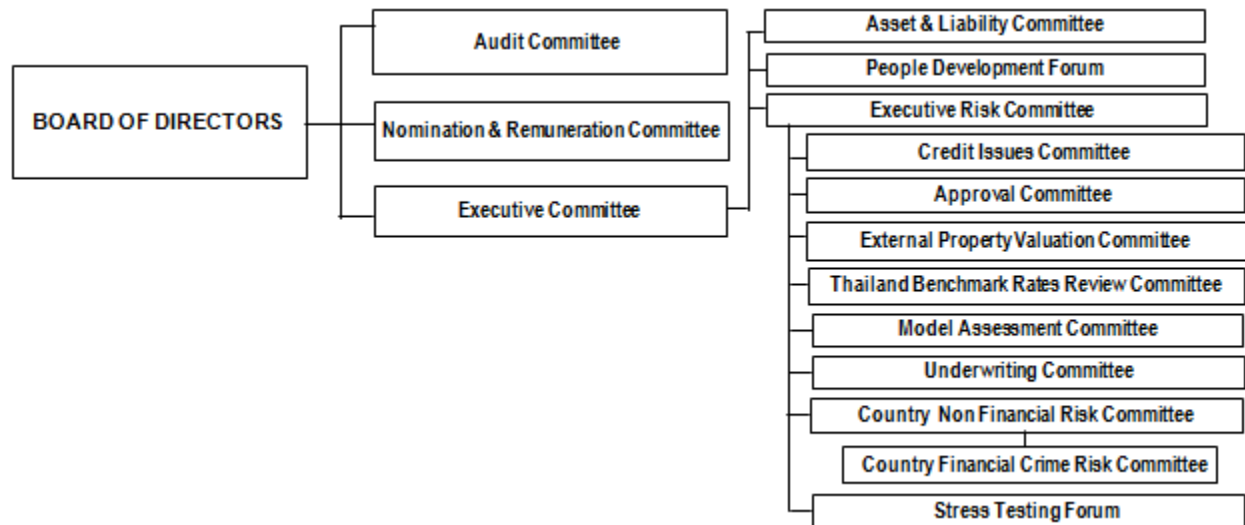 BOARD OF DIRECTORS
Audit Committee
Nomination & Remuneration Committee
Executive Committee
Asset & Liability Committee
People Development Forum
Executive Risk Committee
Credit Issues Committee
Approval Committee
External Property Valuation Committee
Thailand Benchmark Rates Review Committee
Model Assessment Committee
Underwriting Committee
Country Non Financial Risk Committee
Country Financial Crime Risk Committee
Stress Testing Forum